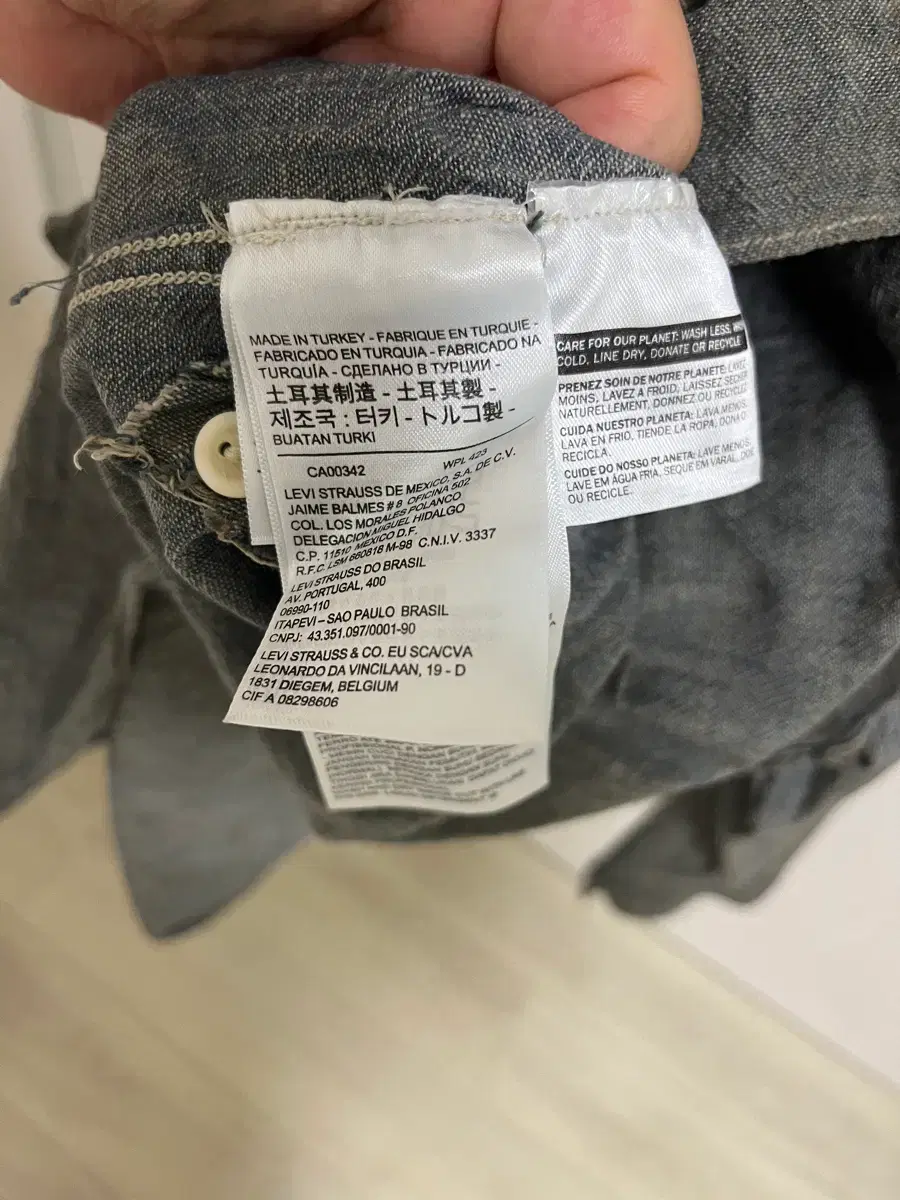 MADE IN TURKEY - FABRIQUE EN TURQUIE -
FABRICADO EN TURQUIA - FABRICADO NA
TURQUÍA - СДЕЛАНО В ТУРЦИИ -
土耳其制造 - 土耳其製 -
제조국 : 터키 - トルコ製 -
BUATAN TURKI
CA00342 WPL 423
LEVI STRAUSS DE MEXICO, S.A. DE C.V.
JAIME BALMES # 8 OFICINA 502
COL. LOS MORALES POLANCO
DELEGACION MIGUEL HIDALGO
C.P. 11510 MEXICO D.F.
R.F.C. LSM 660818 M-98 C.N.I.V. 3337
LEVI STRAUSS DO BRASIL
AV. PORTUGAL, 400
06990-110
ITAPEVI – SAO PAULO BRASIL
CNPJ: 43.351.097/0001-90
LEVI STRAUSS & CO. EU SCA/CVA
LEONARDO DA VINCILAAN, 19 - D
1831 DIEGEM, BELGIUM
CIF A 08298606
CARE FOR OUR PLANET: WASH LESS,
COLD, LINE DRY, DONATE OR RECYCLE
PRENEZ SOIN DE NOTRE PLANETE:
MOINS, LAVEZ A FROID, LAISSEZ
NATURELLEMENT, DONNEZ OU RECYCLEZ
CUIDA NUESTRO PLANETA: LAVA MENOS,
LAVA EN FRIO, TIENDE LA ROPA, DONA O
RECICLA.
CUIDE DO NOSSO PLANETA: LAVE MENOS,
LAVE EM ÁGUA FRIA, SEQUE EM VARAL,
OU RECICLE.